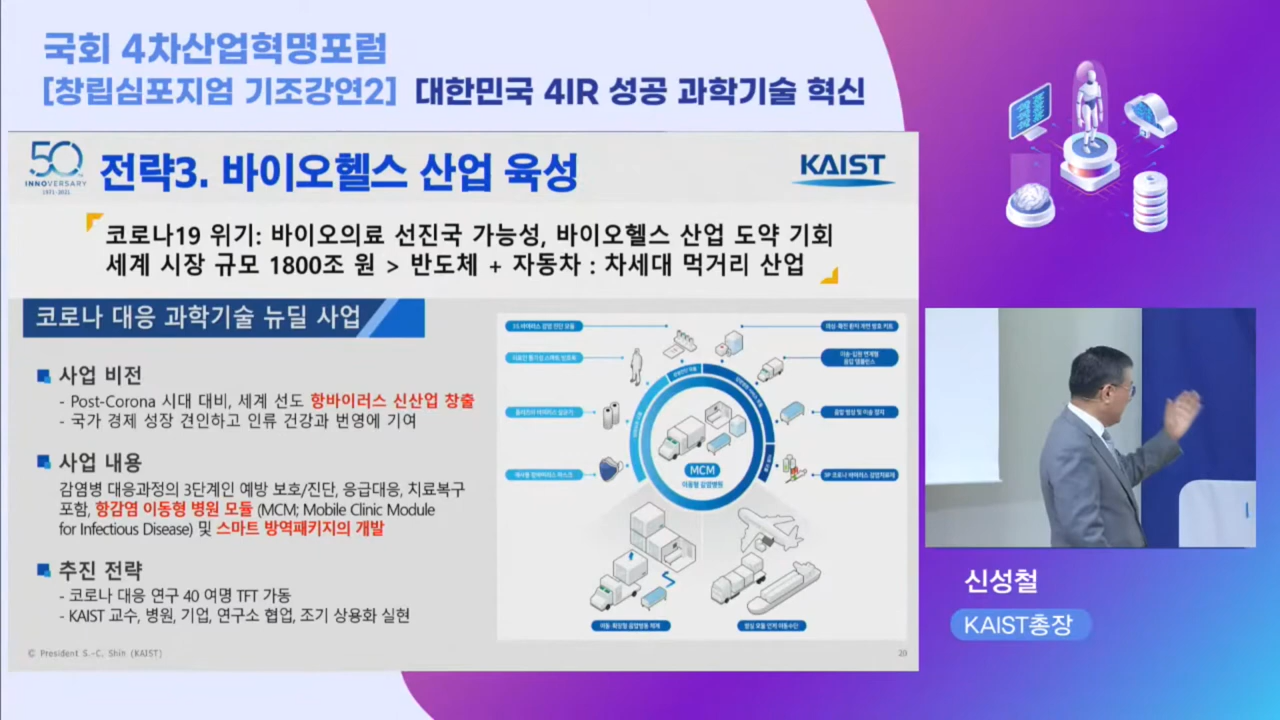 국회 4차산업혁명포럼
[창립심포지엄 기조강연2] 대한민국 4IR 성공 과학기술 혁신
50
INNOVERSARY
1971-2021
전략3. 바이오헬스 산업 육성
KAIST
코로나19 위기: 바이오의료 선진국 가능성, 바이오헬스 산업 도약 기회
세계 시장 규모 1800조 원 > 반도체 + 자동차 : 차세대 먹거리 산업
코로나 대응 과학기술 뉴딜 사업
사업 비전
- Post-Corona 시대 대비, 세계 선도 항바이러스 신산업 창출
- 국가 경제 성장 견인하고 인류 건강과 번영에 기여
사업 내용
감염병 대응과정의 3단계인 예방 보호/진단, 응급대응, 치료복구
포함, 항감염 이동형 병원 모듈 (MCM; Mobile Clinic Module
for Infectious Disease) 및 스마트 방역패키지의 개발
추진 전략
- 코로나 대응 연구 40 여명 TFT 가동
- KAIST 교수, 병원, 기업, 연구소 협업, 조기 상용화 실현
MCM
이동형 감염병원
© President S.-C. Shin (KAIST)
20
신성철
KAIST총장